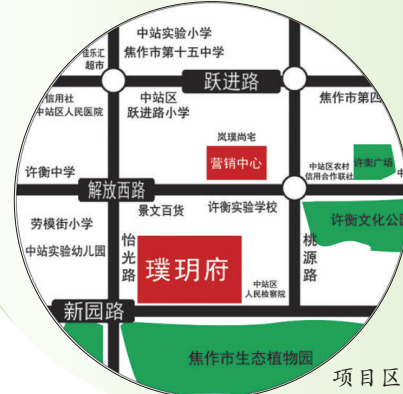 中站实验小学
佳乐汇
超市
焦作市第十五中学
跃进路
信用社
中站区人民医院
中站区
跃进路小学
焦作市第四
岚璞尚宅
营销中心
中站区农村
信用合作联社
许衡广场
许衡中学
解放西路
景文百货
许衡实验学校
许衡文化公园
劳模街小学
中站实验幼儿园
怡光路
璞玥府
桃源路
中站区
人民检察院
新园路
焦作市生态植物园
项目区